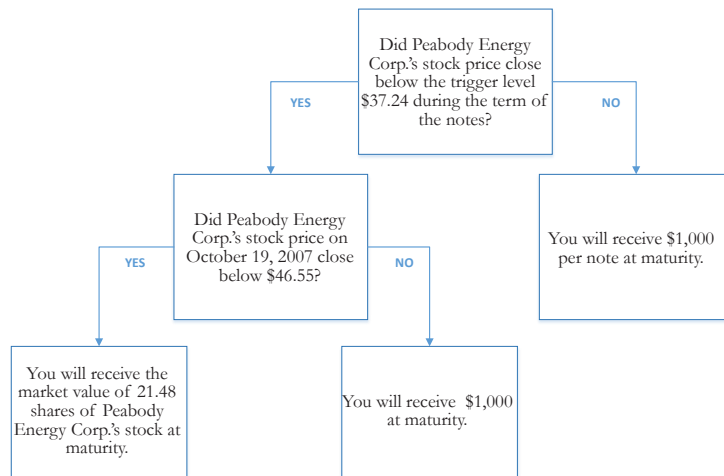 Did Peabody Energy
Corp.'s stock price close
below the trigger level
$37.24 during the term of
the notes?
YES
NO
Did Peabody Energy
Corp.'s stock price on
October 19, 2007 close
below $46.55?
You will receive $1,000
per note at maturity.
YES
NO
You will receive the
market value of 21.48
shares of Peabody
Energy Corp.'s stock at
maturity.
You will receive $1,000
at maturity.